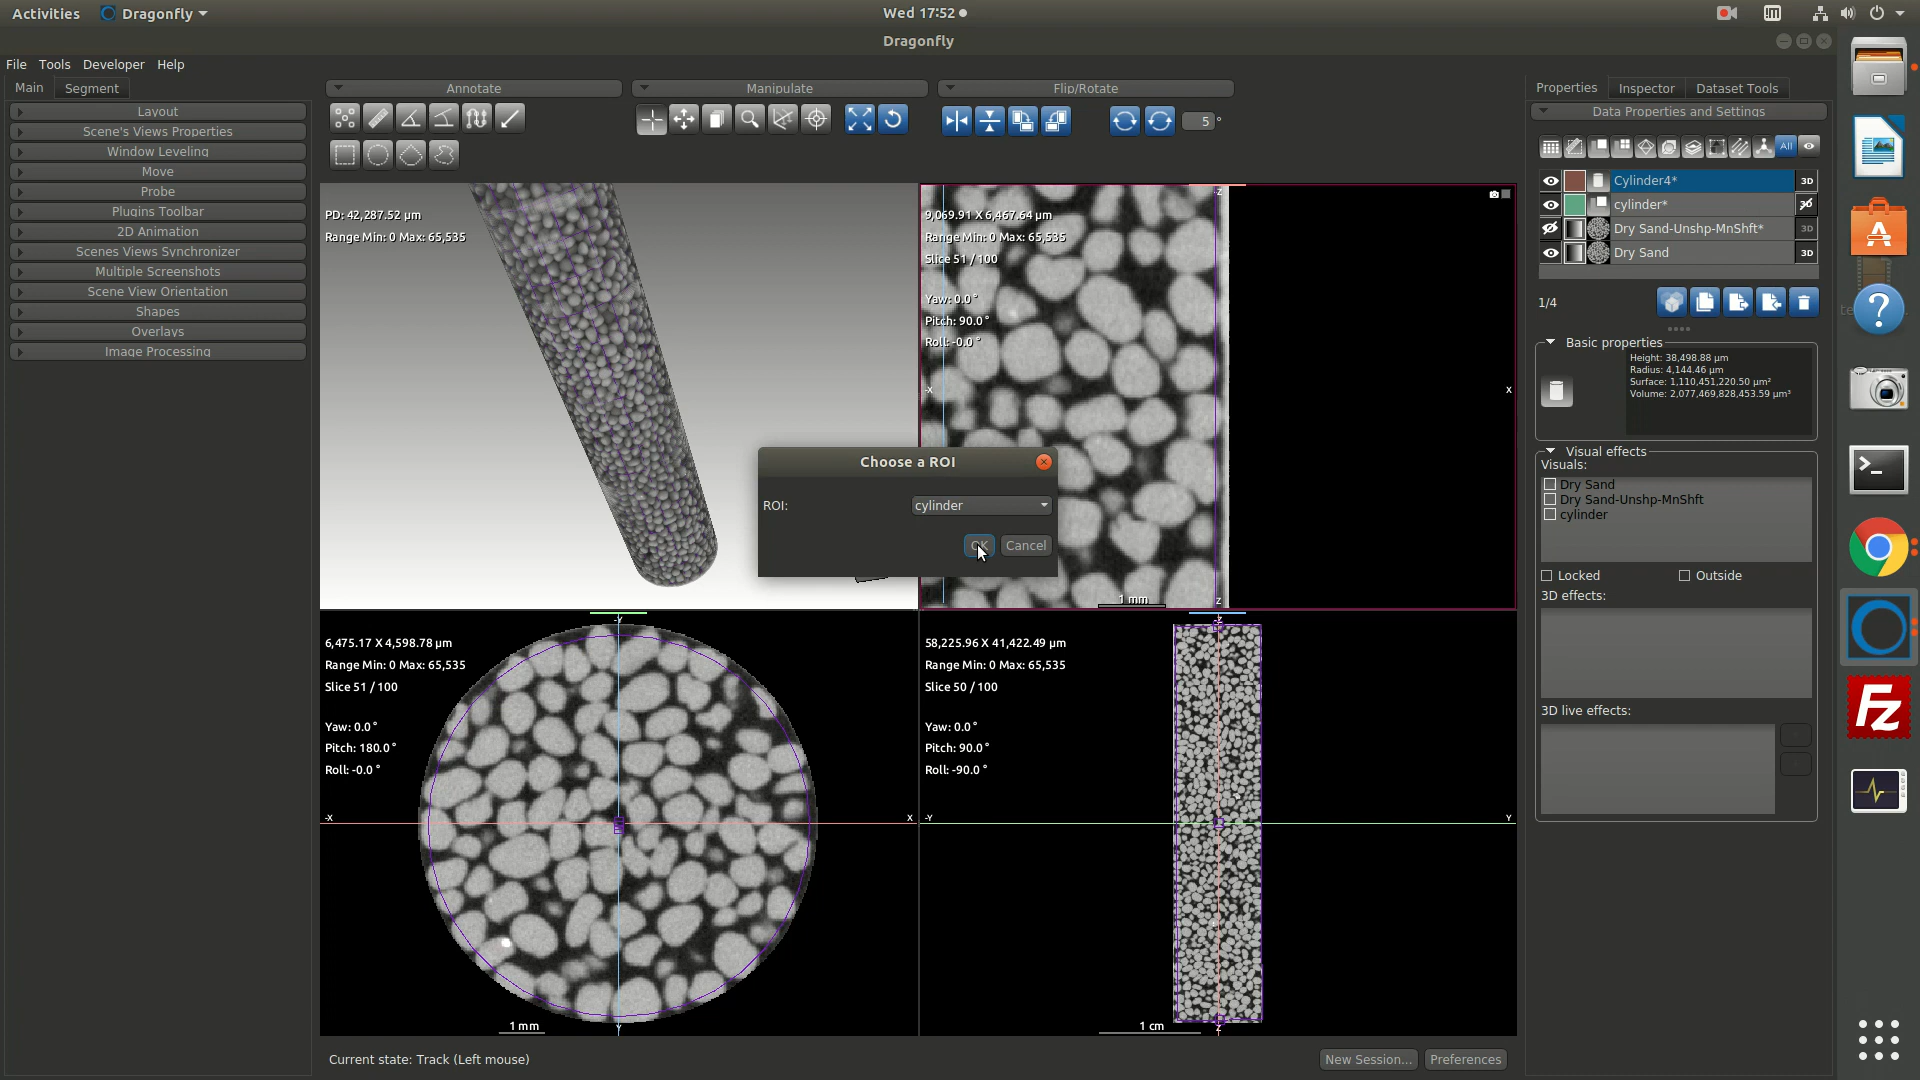 Activities
Dragonfly
Wed 17:52
Dragonfly
File Tools Developer Help
Main Segment
Layout
Scene's Views Properties
Window Leveling
Move
Probe
Plugins Toolbar
2D Animation
Scenes Views Synchronizer
Multiple Screenshots
Scene View Orientation
Shapes
Overlays
Image Processing
Annotate
Manipulate
Flip/Rotate
5 °
PD: 42,287.52 µm
Range Min: 0 Max: 65,535
9,069.91 X 6,467.64 µm
Range Min: 0 Max: 65,535
Slice 51 / 100
Yaw: 0.0 °
Pitch: 90.0 °
Roll: -0.0 °
-Z
-X
X
1 mm
Z
Choose a ROI
ROI:
cylinder
OK
Cancel
6,475.17 X 4,598.78 µm
Range Min: 0 Max: 65,535
Slice 51 / 100
Yaw: 0.0 °
Pitch: 180.0 °
Roll: -0.0 °
-Y
-X
X
1 mm
Y
58,225.96 X 41,422.49 µm
Range Min: 0 Max: 65,535
Slice 50 / 100
Yaw: 0.0 °
Pitch: 90.0 °
Roll: -90.0 °
-Y
Y
1 cm
Z
Current state: Track (Left mouse)
New Session...
Preferences
Properties Inspector Dataset Tools
Data Properties and Settings
All
Cylinder4* 3D
cylinder* 3D
Dry Sand-Unshp-MnShft* 3D
Dry Sand 3D
1/4
Basic properties
Height: 38,498.88 µm
Radius: 4,144.46 µm
Surface: 1,110,451,220.50 µm²
Volume: 2,077,469,828,453.59 µm³
Visual effects
Visuals:
Dry Sand
Dry Sand-Unshp-MnShft
cylinder
Locked
Outside
3D effects:
3D live effects:
A
?
>_
Fz